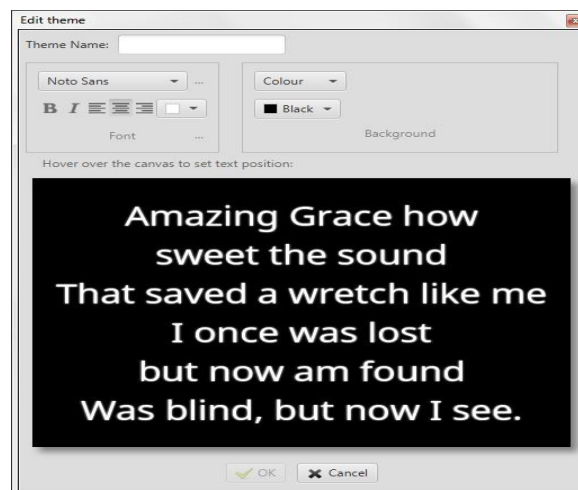 Edit theme
Theme Name:
Noto Sans ...
B I
Font ...
Colour
Black
Background
Hover over the canvas to set text position:
Amazing Grace how
sweet the sound
That saved a wretch like me
I once was lost
but now am found
Was blind, but now I see.
OK Cancel